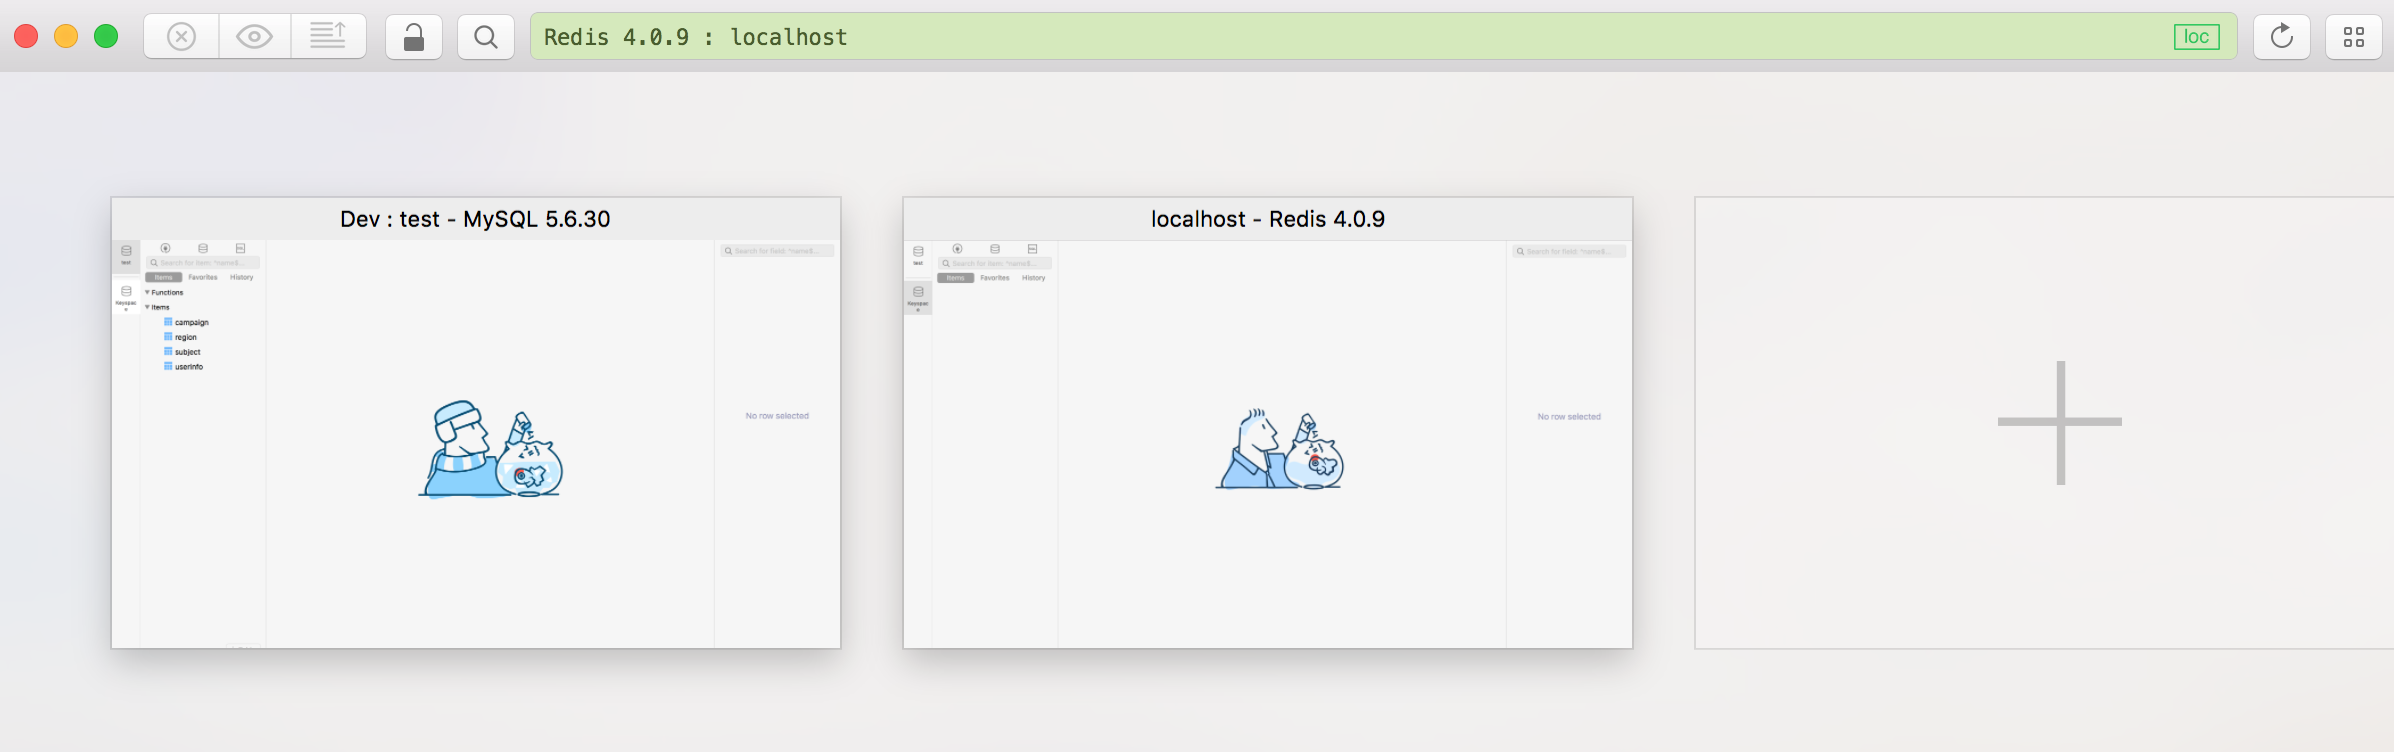 Redis 4.0.9 : localhost
loc
Dev : test - MySQL 5.6.30
test
Search for item: ^name$...
Items Favorites History
Functions
Items
campaign
region
subject
userinfo
Keyspac
e
Search for field: ^name$...
No row selected
localhost - Redis 4.0.9
test
Search for item: ^name$...
Items Favorites History
Keyspac
e
Search for field: ^name$...
No row selected